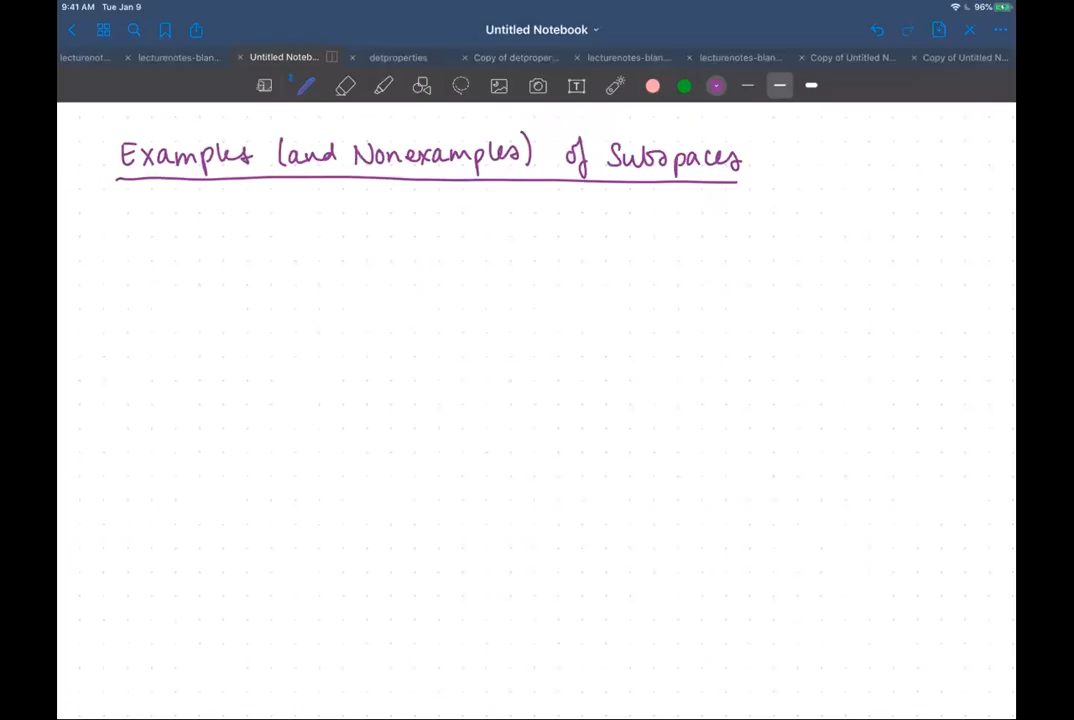 9:41 AM Tue Jan 9 96%
Untitled Notebook
lecturenot... lecturenotes-blan... Untitled Noteb... detproperties Copy of detproper... lecturenotes-blan... lecturenotes-blan... Copy of Untitled N... Copy of Untitled N...
T
Examples (and Nonexamples) of Subspaces